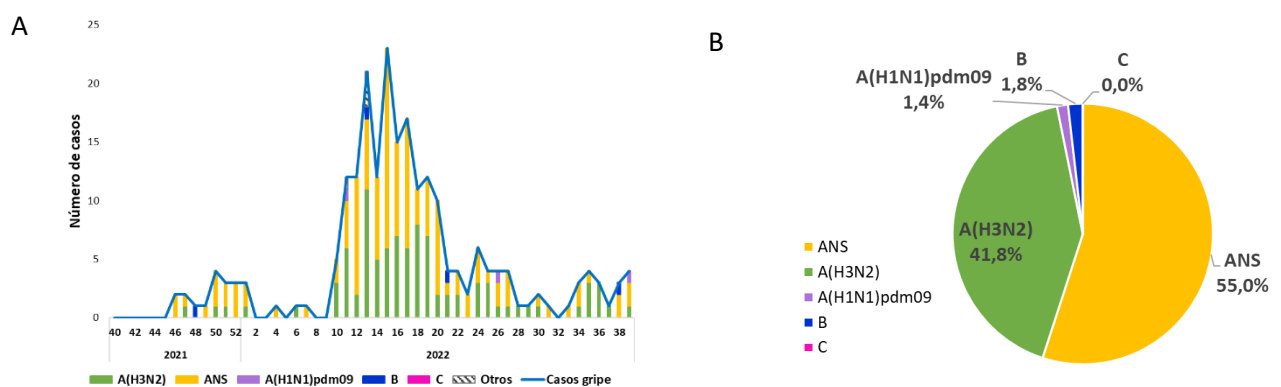 A
Número de casos
25
20
15
10
5
0
40 42 44 46 48 50 52 2 4 6 8 10 12 14 16 18 20 22 24 26 28 30 32 34 36 38
2021 2022
A(H3N2) ANS A(H1N1)pdm09 B C Otros Casos gripe
B
A(H1N1)pdm09
1,4%
B
1,8%
C
0,0%
A(H3N2)
41,8%
ANS
55,0%
ANS
A(H3N2)
A(H1N1)pdm09
B
C